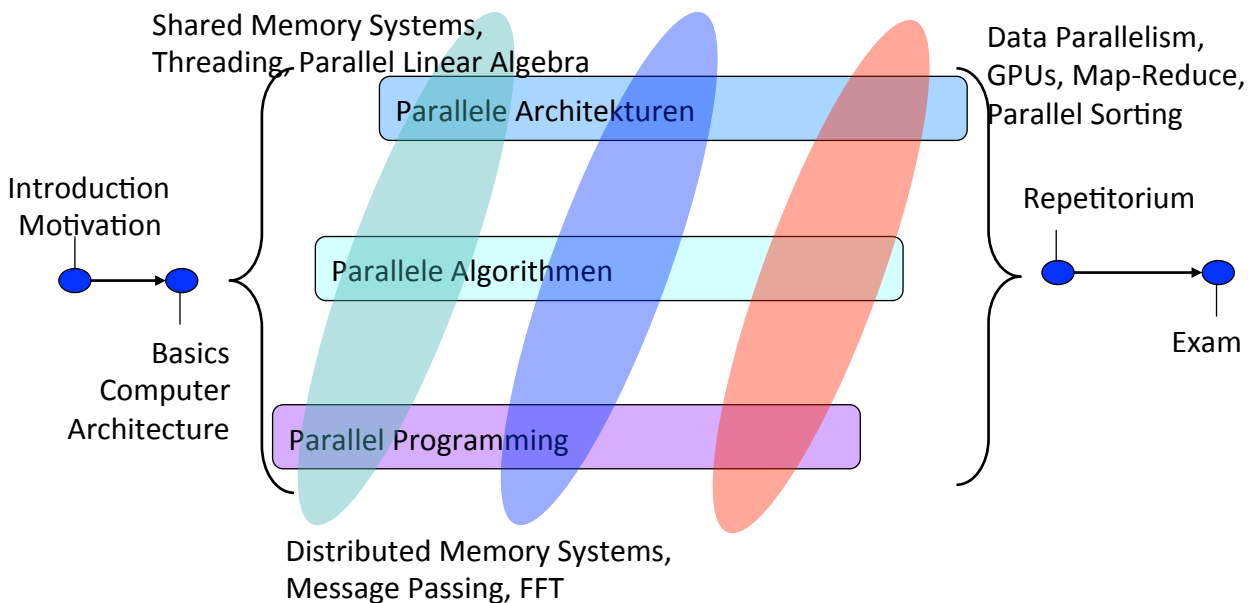 Shared Memory Systems,
Threading, Parallel Linear Algebra
Data Parallelism,
GPUs, Map-Reduce,
Parallel Sorting
Parallele Architekturen
Introduction
Motivation
Repetitorium
Parallele Algorithmen
Basics
Computer
Architecture
Exam
Parallel Programming
Distributed Memory Systems,
Message Passing, FFT